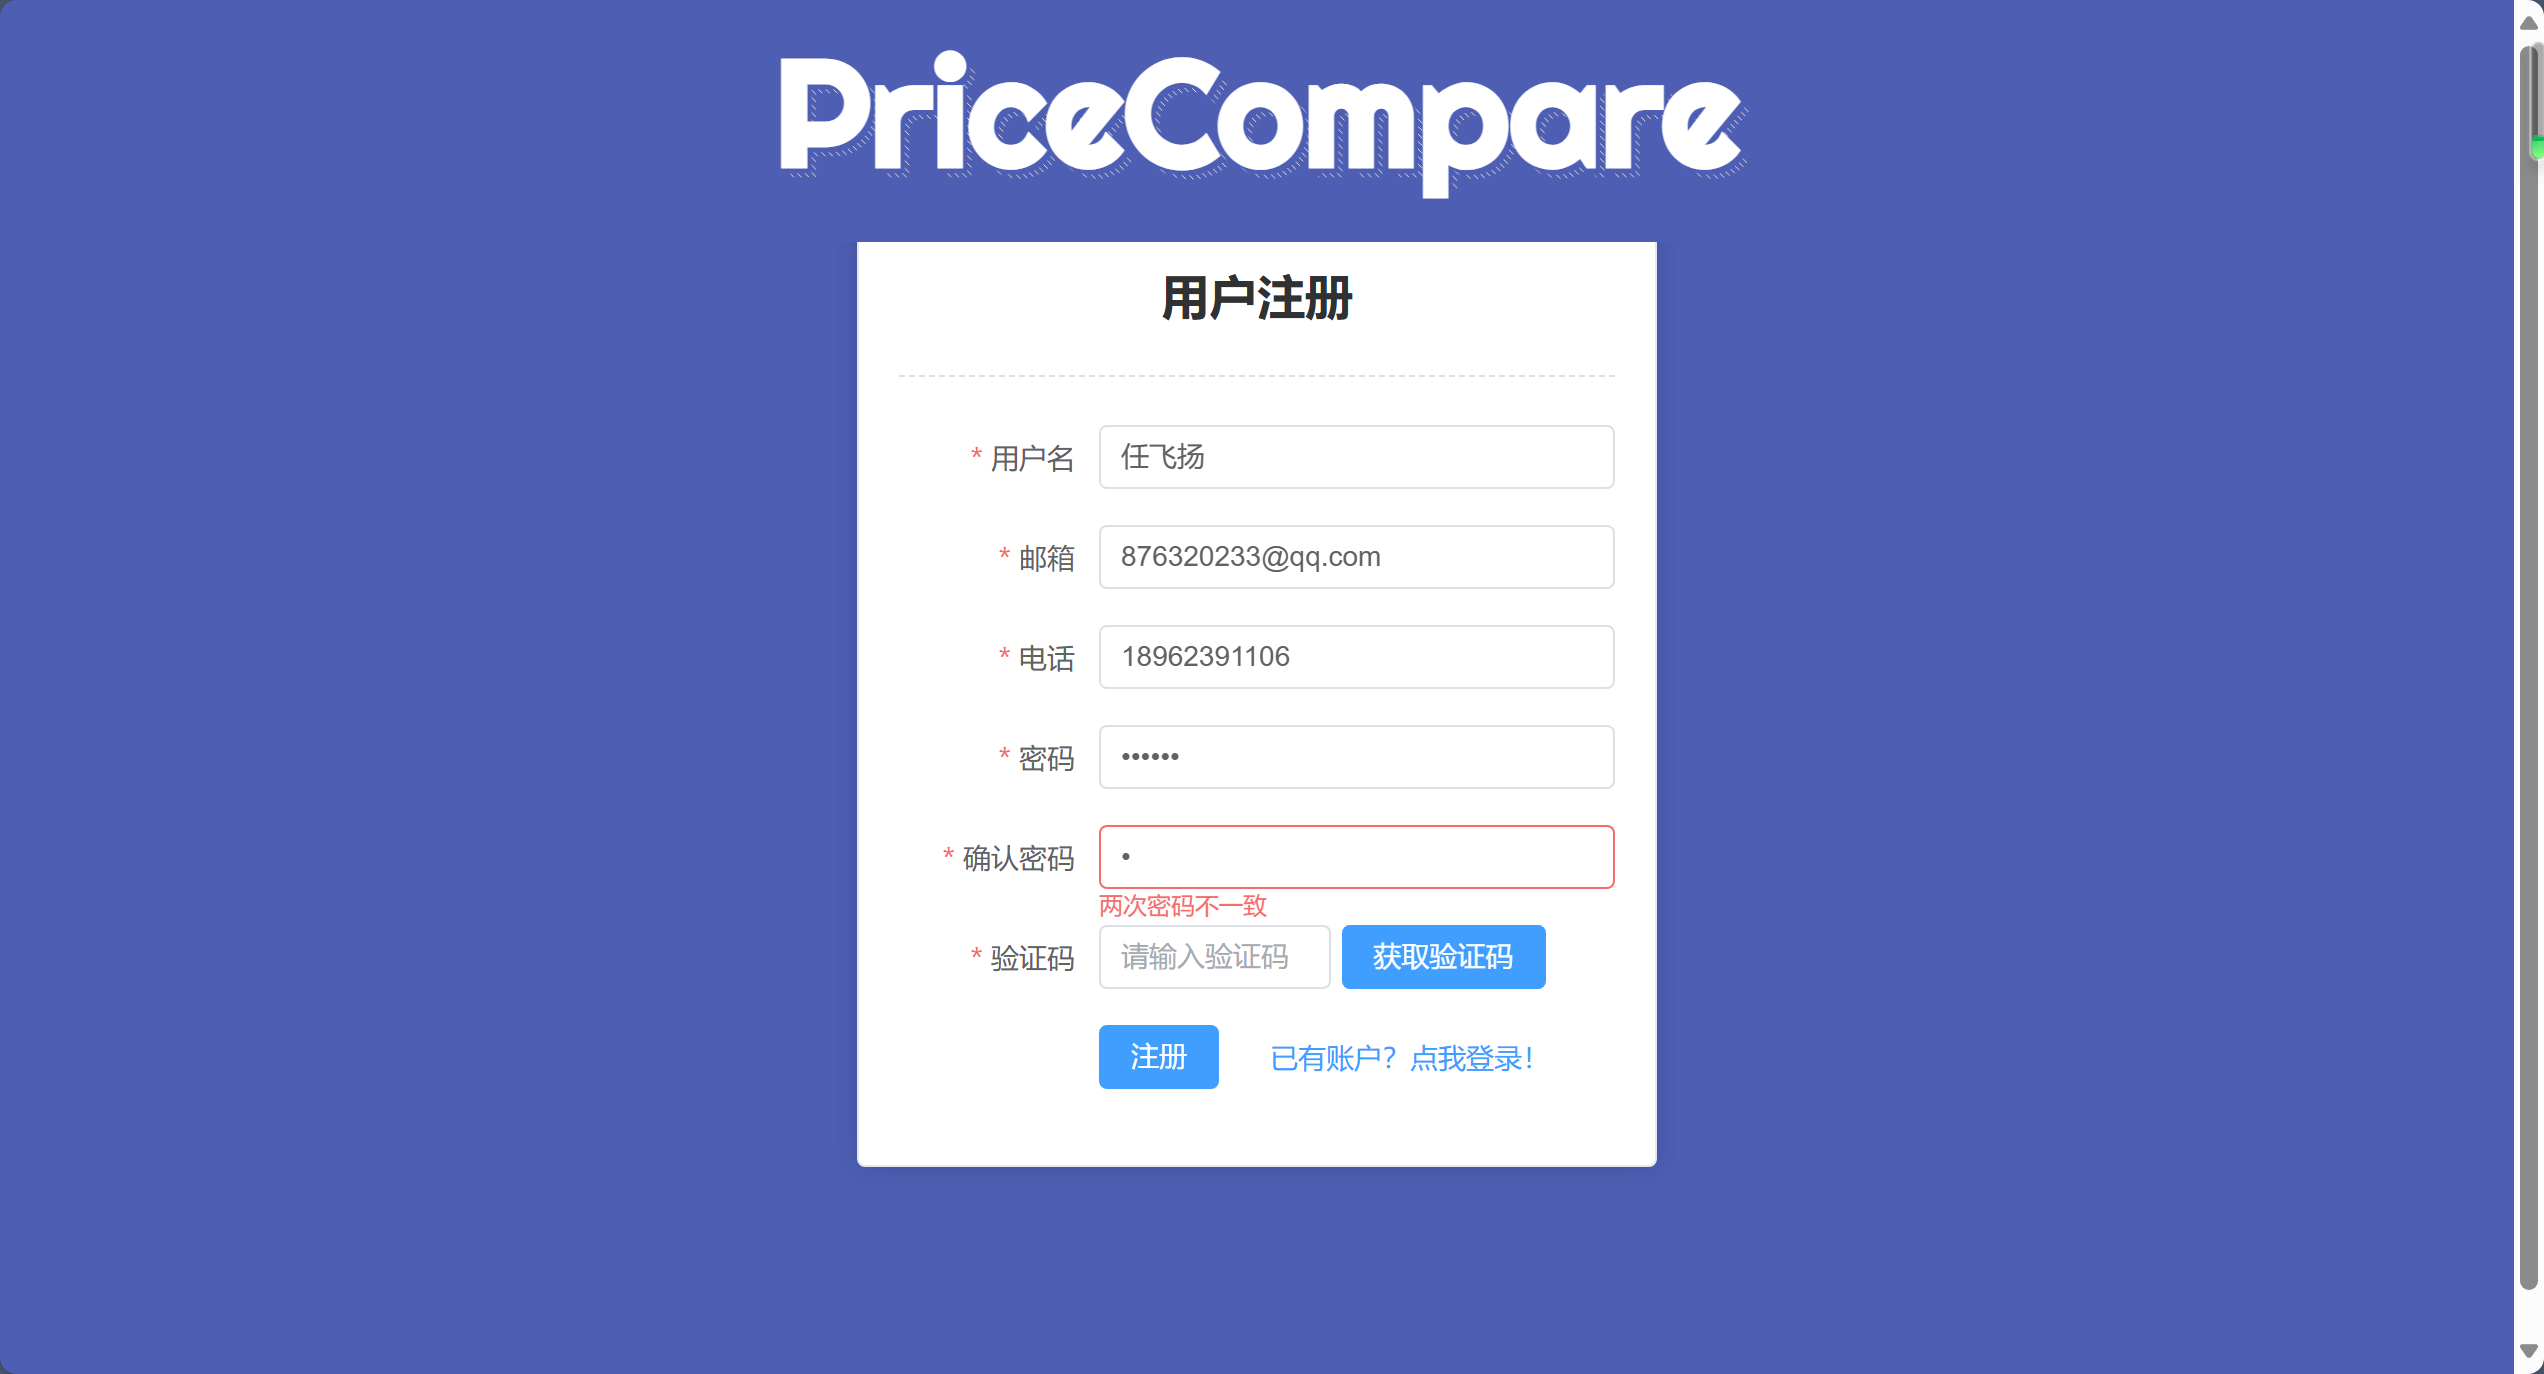 PriceCompare
用户注册
* 用户名 任飞扬
* 邮箱 876320233@qq.com
* 电话 18962391106
* 密码 ••••••
* 确认密码 •
两次密码不一致
* 验证码 请输入验证码 获取验证码
注册 已有账户？点我登录！